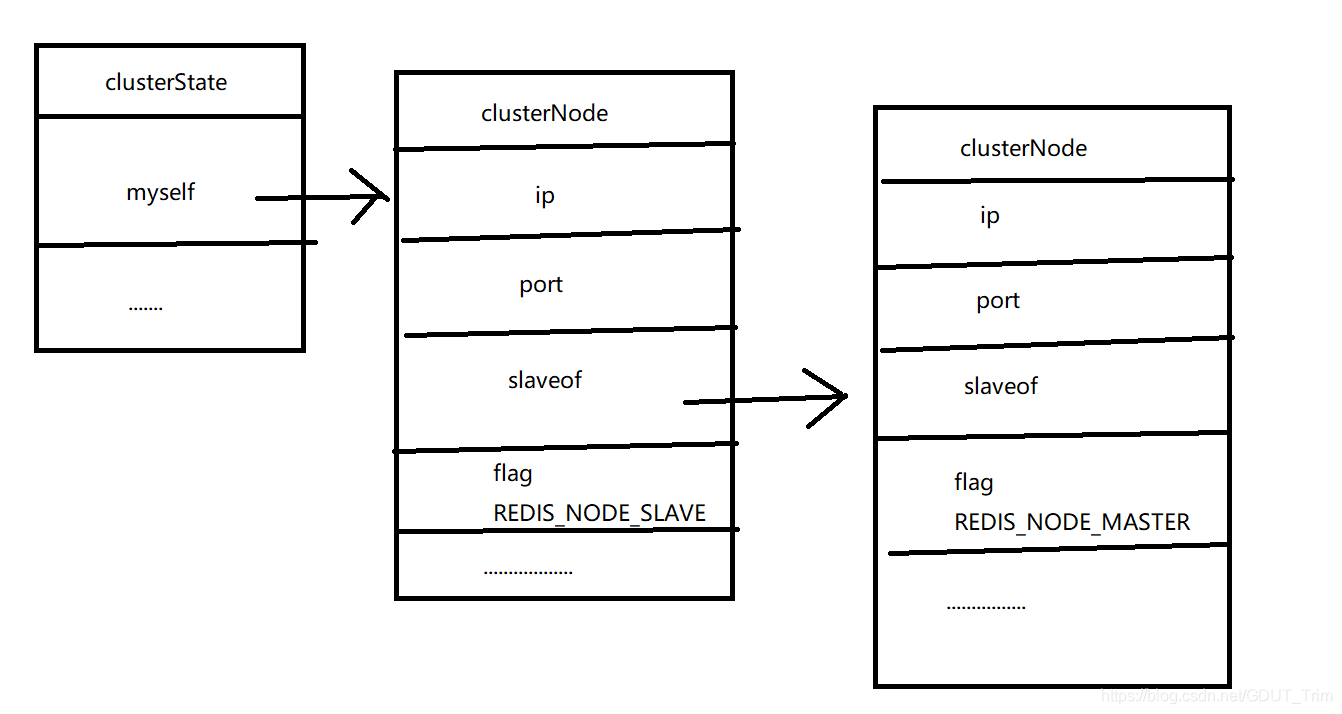 clusterState
myself
.......
clusterNode
ip
port
slaveof
flag
REDIS_NODE_SLAVE
..................
clusterNode
ip
port
slaveof
flag
REDIS_NODE_MASTER
................
https://blog.csdn.net/GDUT_Trim